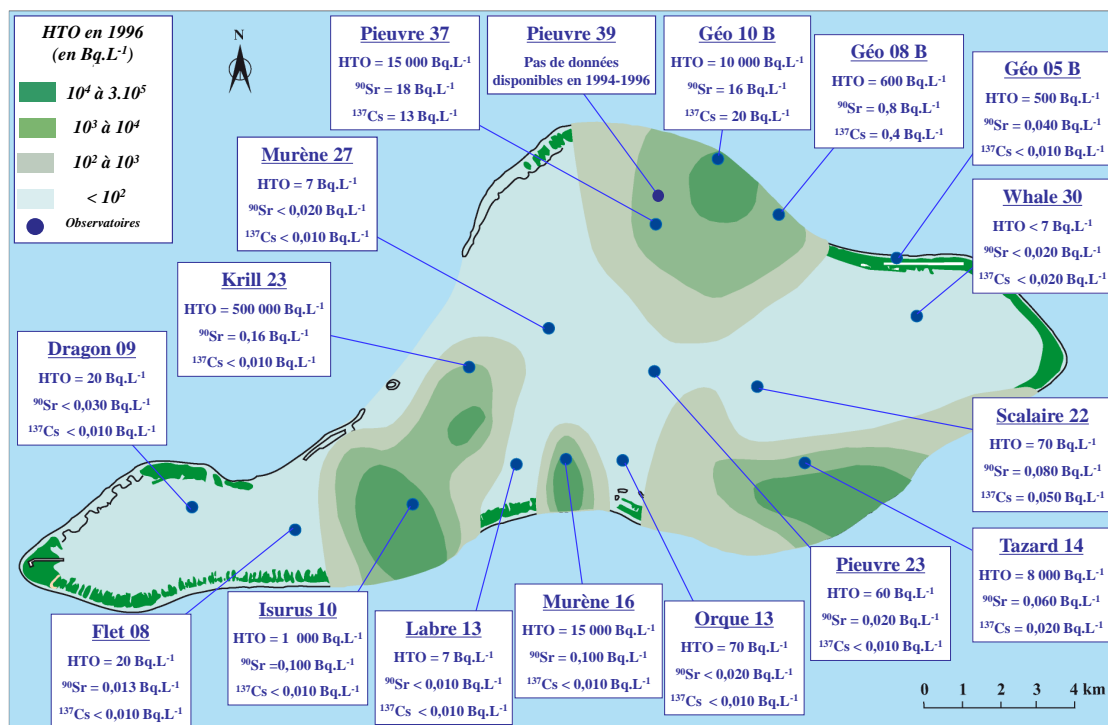 HTO en 1996
(en Bq.L⁻¹)
10⁴ à 3.10⁵
10³ à 10⁴
10² à 10³
< 10²
Observatoires
N
Pieuvre 37
HTO = 15 000 Bq.L⁻¹
⁹⁰Sr = 18 Bq.L⁻¹
¹³⁷Cs = 13 Bq.L⁻¹
Pieuvre 39
Pas de données
disponibles en 1994-1996
Géo 10 B
HTO = 10 000 Bq.L⁻¹
⁹⁰Sr = 16 Bq.L⁻¹
¹³⁷Cs = 20 Bq.L⁻¹
Géo 08 B
HTO = 600 Bq.L⁻¹
⁹⁰Sr = 0,8 Bq.L⁻¹
¹³⁷Cs = 0,4 Bq.L⁻¹
Géo 05 B
HTO = 500 Bq.L⁻¹
⁹⁰Sr = 0,040 Bq.L⁻¹
¹³⁷Cs < 0,010 Bq.L⁻¹
Murène 27
HTO = 7 Bq.L⁻¹
⁹⁰Sr < 0,020 Bq.L⁻¹
¹³⁷Cs < 0,010 Bq.L⁻¹
Whale 30
HTO < 7 Bq.L⁻¹
⁹⁰Sr < 0,020 Bq.L⁻¹
¹³⁷Cs < 0,020 Bq.L⁻¹
Krill 23
HTO = 500 000 Bq.L⁻¹
⁹⁰Sr = 0,16 Bq.L⁻¹
¹³⁷Cs < 0,010 Bq.L⁻¹
Dragon 09
HTO = 20 Bq.L⁻¹
⁹⁰Sr < 0,030 Bq.L⁻¹
¹³⁷Cs < 0,010 Bq.L⁻¹
Scalaire 22
HTO = 70 Bq.L⁻¹
⁹⁰Sr = 0,080 Bq.L⁻¹
¹³⁷Cs = 0,050 Bq.L⁻¹
Tazard 14
HTO = 8 000 Bq.L⁻¹
⁹⁰Sr = 0,060 Bq.L⁻¹
¹³⁷Cs = 0,020 Bq.L⁻¹
Pieuvre 23
HTO = 60 Bq.L⁻¹
⁹⁰Sr = 0,020 Bq.L⁻¹
¹³⁷Cs < 0,010 Bq.L⁻¹
Flet 08
HTO = 20 Bq.L⁻¹
⁹⁰Sr = 0,013 Bq.L⁻¹
¹³⁷Cs < 0,010 Bq.L⁻¹
Isurus 10
HTO = 1 000 Bq.L⁻¹
⁹⁰Sr =0,100 Bq.L⁻¹
¹³⁷Cs < 0,010 Bq.L⁻¹
Labre 13
HTO = 7 Bq.L⁻¹
⁹⁰Sr < 0,010 Bq.L⁻¹
¹³⁷Cs < 0,010 Bq.L⁻¹
Murène 16
HTO = 15 000 Bq.L⁻¹
⁹⁰Sr = 0,100 Bq.L⁻¹
¹³⁷Cs < 0,010 Bq.L⁻¹
Orque 13
HTO = 70 Bq.L⁻¹
⁹⁰Sr < 0,020 Bq.L⁻¹
¹³⁷Cs < 0,010 Bq.L⁻¹
0 1 2 4 km